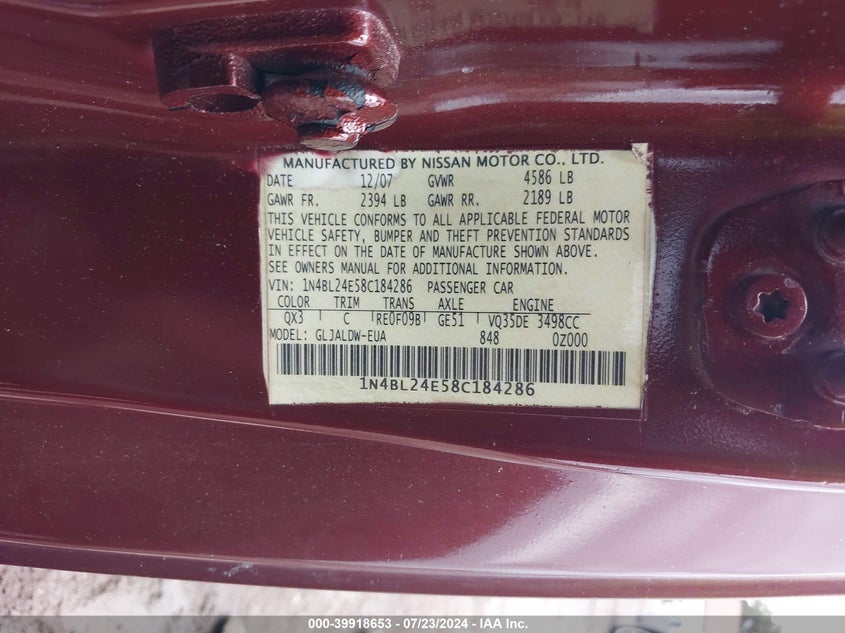 MANUFACTURED BY NISSAN MOTOR CO., LTD.
DATE 12/07 GVWR 4586 LB
GAWR FR. 2394 LB GAWR RR. 2189 LB
THIS VEHICLE CONFORMS TO ALL APPLICABLE FEDERAL MOTOR
VEHICLE SAFETY, BUMPER AND THEFT PREVENTION STANDARDS
IN EFFECT ON THE DATE OF MANUFACTURE SHOWN ABOVE.
SEE OWNERS MANUAL FOR ADDITIONAL INFORMATION.
VIN: 1N4BL24E58C184286 PASSENGER CAR
COLOR TRIM TRANS AXLE ENGINE
QX3 C RE0F09B GE51 VQ35DE 3498CC
MODEL: GLJALDW-EUA 848 0Z000
1N4BL24E58C184286
000-39918653 / 07/23/2024 - IAA Inc.